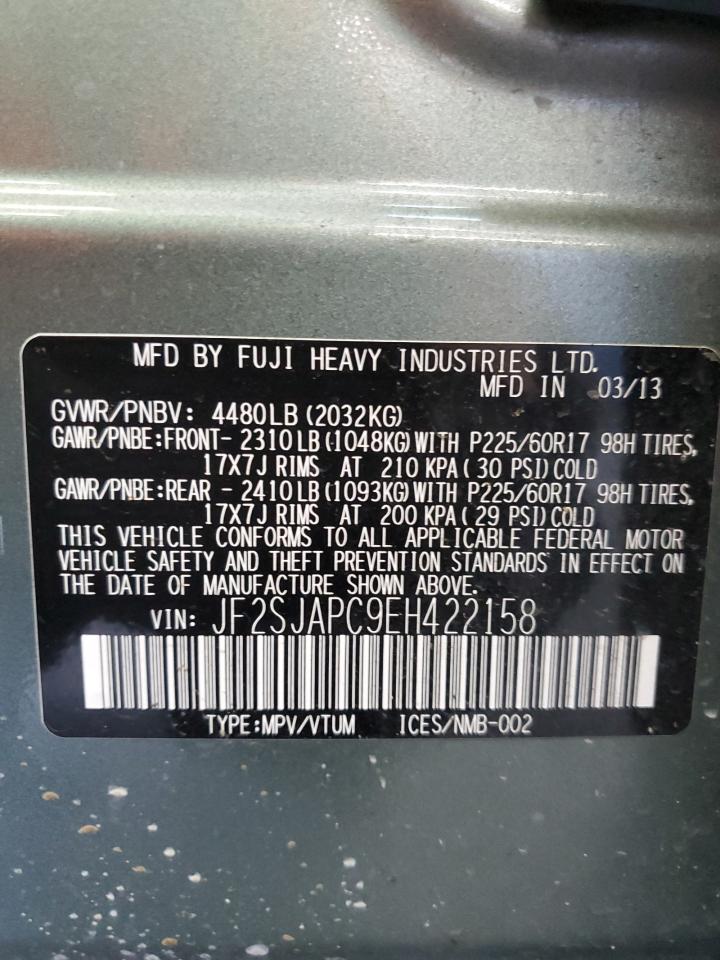 MFD BY FUJI HEAVY INDUSTRIES LTD.
MFD IN 03/13
GVWR/PNBV: 4480LB(2032KG)
GAWR/PNBE:FRONT- 2310LB(1048KG)WITH P225/60R17 98H TIRES,
17X7J RIMS AT 210 KPA( 30 PSI)COLD
GAWR/PNBE:REAR - 2410LB(1093KG)WITH P225/60R17 98H TIRES,
17X7J RIMS AT 200 KPA( 29 PSI)COLD
THIS VEHICLE CONFORMS TO ALL APPLICABLE FEDERAL MOTOR
VEHICLE SAFETY AND THEFT PREVENTION STANDARDS IN EFFECT ON
THE DATE OF MANUFACTURE SHOWN ABOVE.
VIN: JF2SJAPC9EH422158
TYPE:MPV/VTUM ICES/NMB-002